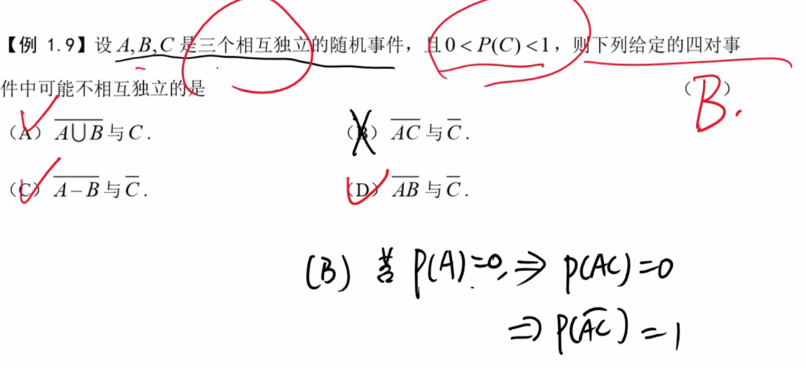 【例 1.9】设 A,B,C 是三个相互独立的随机事件，且 0 < P(C) < 1，则下列给定的四对事
件中可能不相互独立的是 （ B. ）
（A） $\overline{A\cup B}$ 与 C． （B） $\overline{AC}$ 与 $\overline{C}$．
（C） $\overline{A-B}$ 与 $\overline{C}$． （D） $\overline{AB}$ 与 $\overline{C}$．
(B) 若 P(A)=0, ⇒ P(AC)=0
⇒ P($\overline{AC}$) = 1